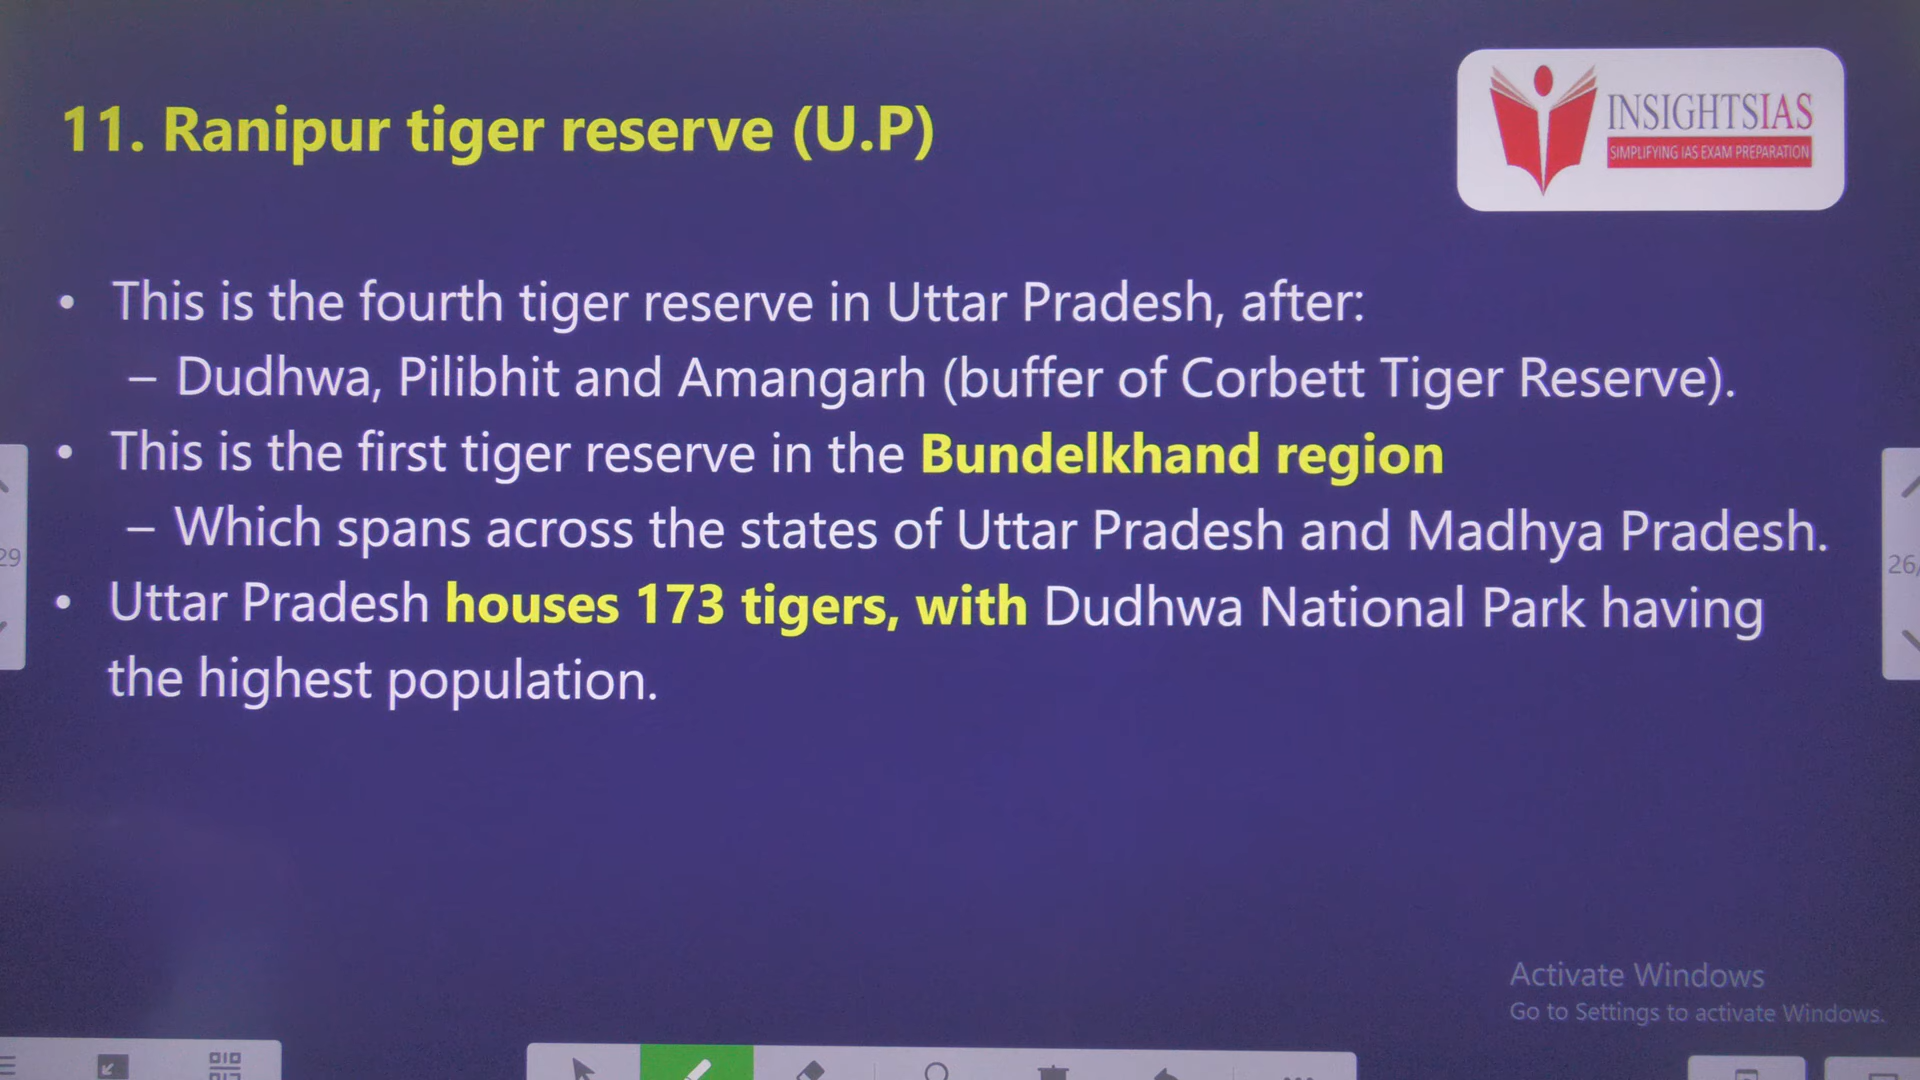 11. Ranipur tiger reserve (U.P)
INSIGHTSIAS
SIMPLIFYING IAS EXAM PREPARATION
• This is the fourth tiger reserve in Uttar Pradesh, after:
– Dudhwa, Pilibhit and Amangarh (buffer of Corbett Tiger Reserve).
• This is the first tiger reserve in the Bundelkhand region
– Which spans across the states of Uttar Pradesh and Madhya Pradesh.
• Uttar Pradesh houses 173 tigers, with Dudhwa National Park having
the highest population.
29
26/
Activate Windows
Go to Settings to activate Windows.